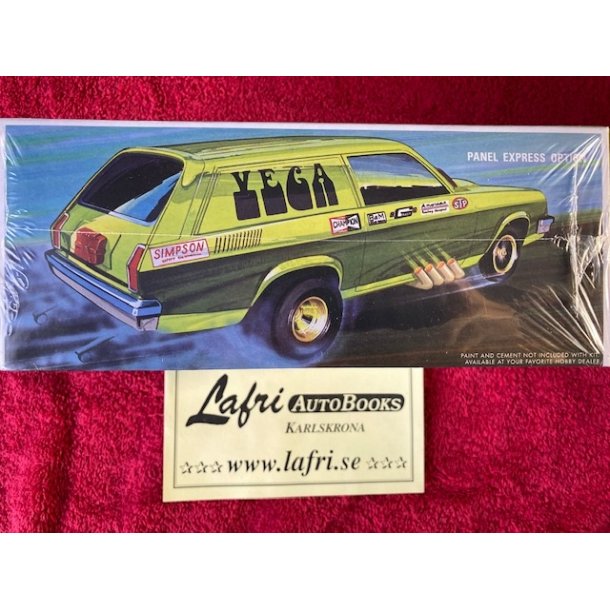 PANEL EXPRESS OPTION
VEGA
CHAMPION
B&M
STP
SIMPSON
PAINT AND CEMENT NOT INCLUDED WITH KIT.
AVAILABLE AT YOUR FAVORITE HOBBY DEALER.
Lafri AUTOBOOKS
KARLSKRONA
www.lafri.se